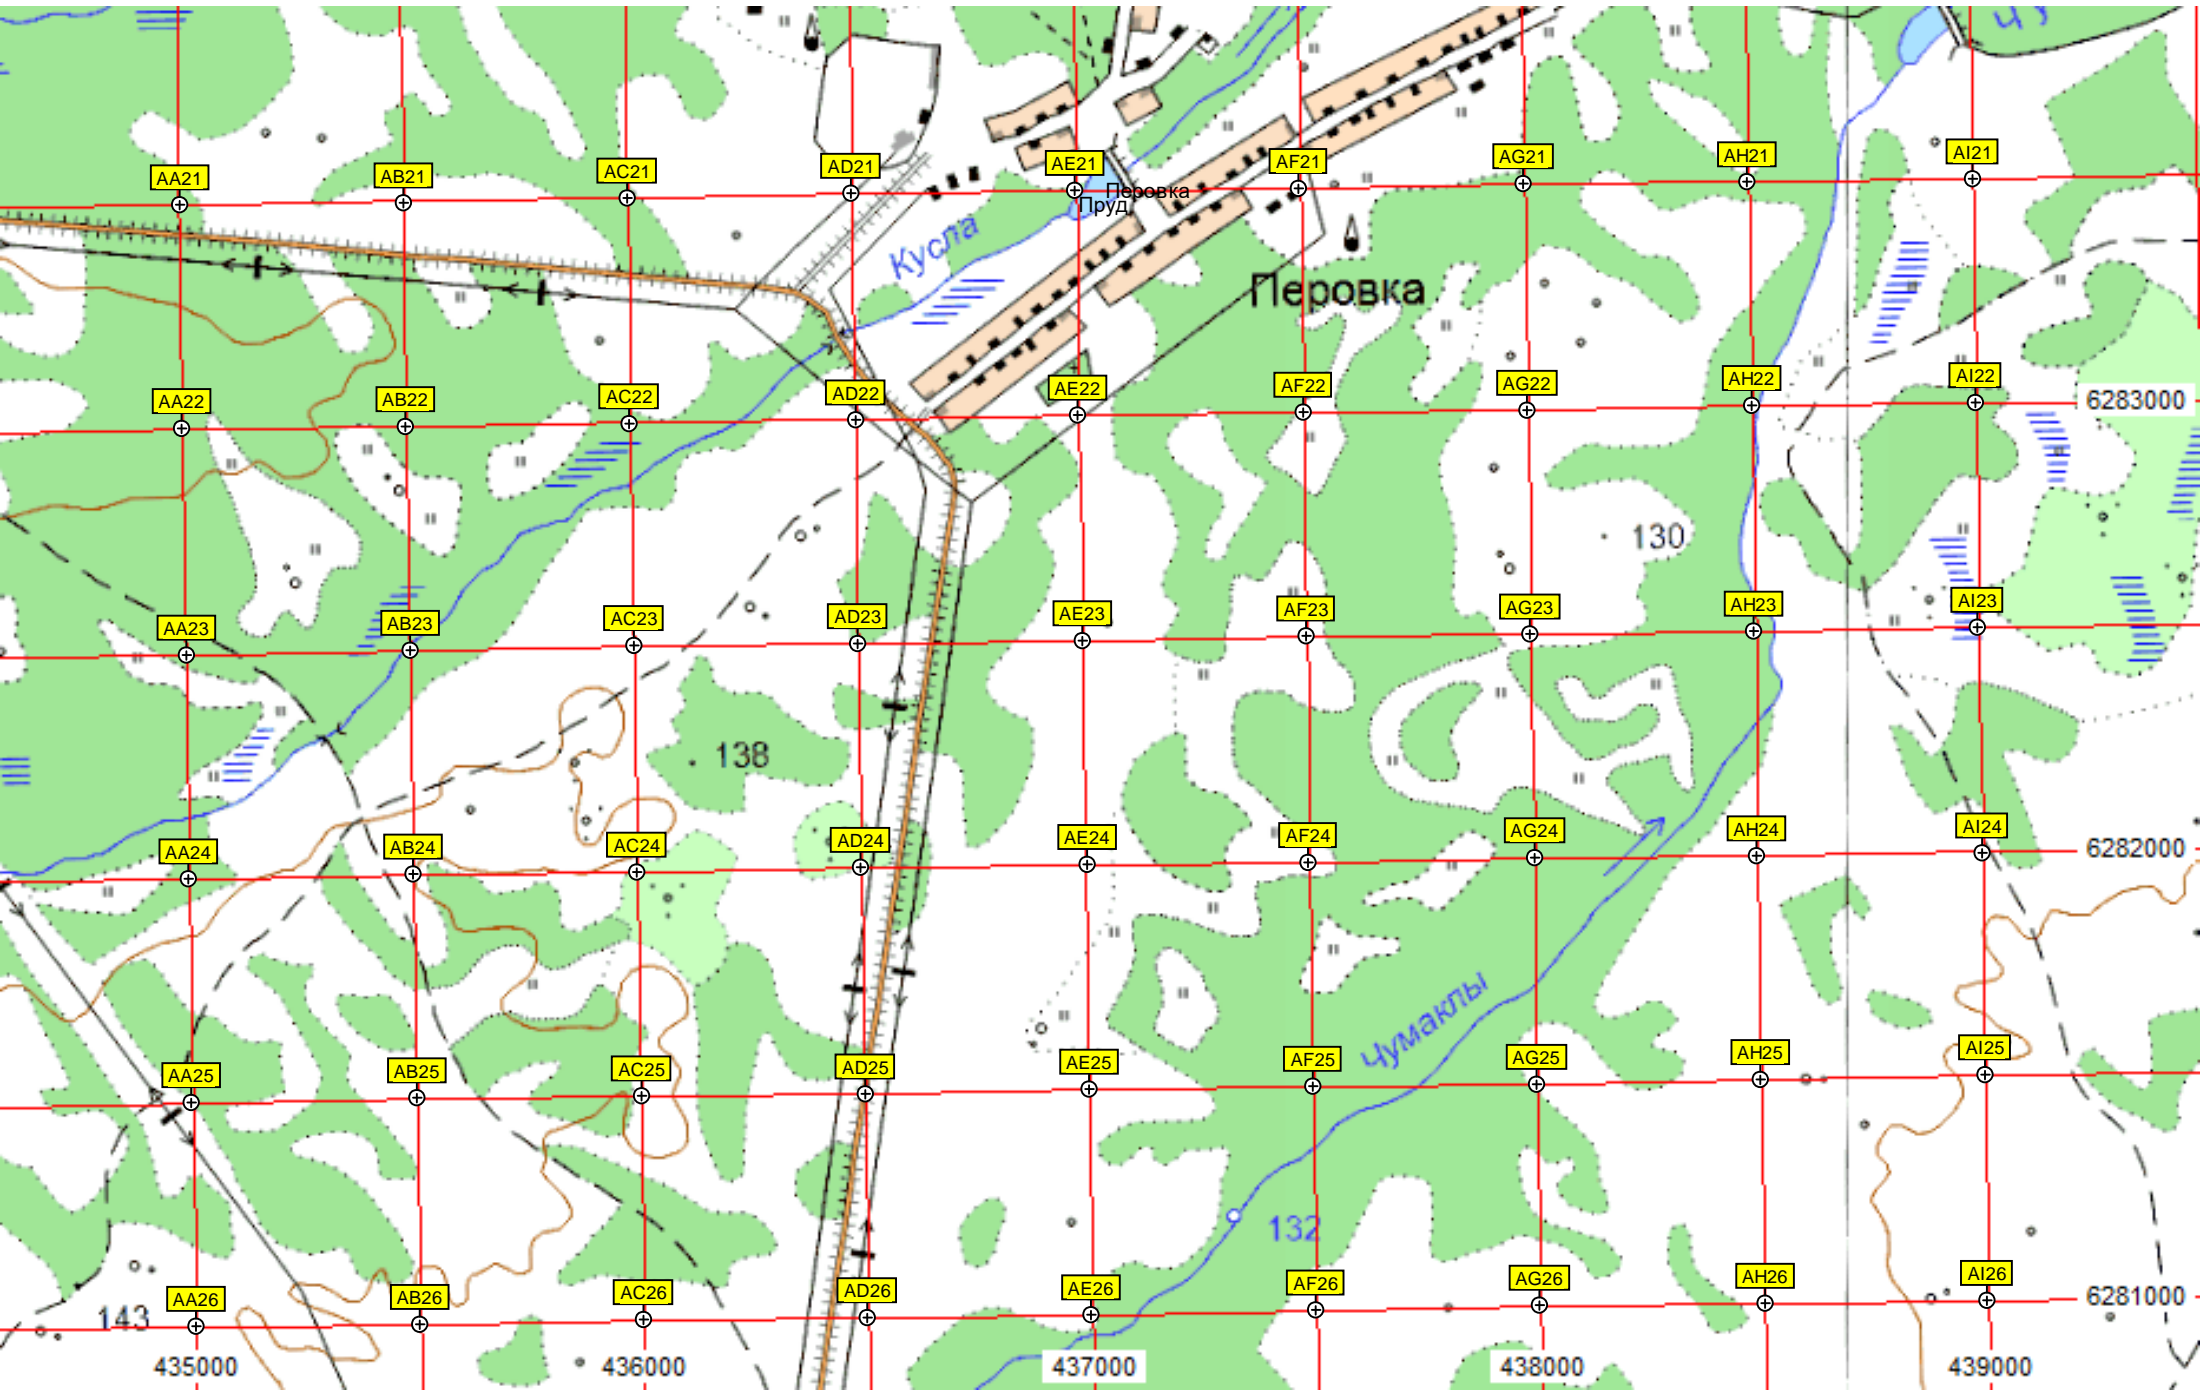 Чу
AA21 AB21 AC21 AD21 AE21 AF21 AG21 AH21 AI21
Перовка
Пруд
Кусла
Перовка
AA22 AB22 AC22 AD22 AE22 AF22 AG22 AH22 AI22
6283000
130
AA23 AB23 AC23 AD23 AE23 AF23 AG23 AH23 AI23
138
AA24 AB24 AC24 AD24 AE24 AF24 AG24 AH24 AI24
6282000
Чумаклы
AA25 AB25 AC25 AD25 AE25 AF25 AG25 AH25 AI25
132
AA26 AB26 AC26 AD26 AE26 AF26 AG26 AH26 AI26
6281000
143
435000 436000 437000 438000 439000